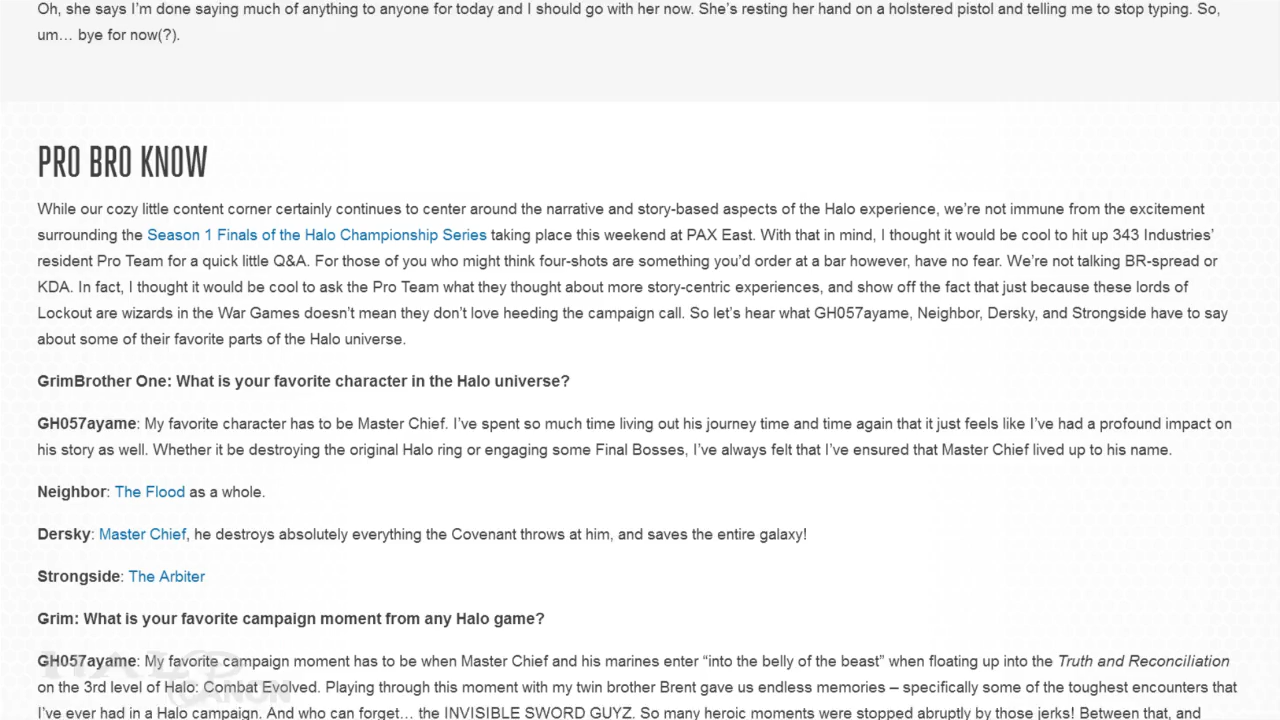 Oh, she says I’m done saying much of anything to anyone for today and I should go with her now. She’s resting her hand on a holstered pistol and telling me to stop typing. So,
um… bye for now(?).
PRO BRO KNOW
While our cozy little content corner certainly continues to center around the narrative and story-based aspects of the Halo experience, we’re not immune from the excitement
surrounding the Season 1 Finals of the Halo Championship Series taking place this weekend at PAX East. With that in mind, I thought it would be cool to hit up 343 Industries’
resident Pro Team for a quick little Q&A. For those of you who might think four-shots are something you’d order at a bar however, have no fear. We’re not talking BR-spread or
KDA. In fact, I thought it would be cool to ask the Pro Team what they thought about more story-centric experiences, and show off the fact that just because these lords of
Lockout are wizards in the War Games doesn’t mean they don’t love heeding the campaign call. So let’s hear what GH057ayame, Neighbor, Dersky, and Strongside have to say
about some of their favorite parts of the Halo universe.
GrimBrother One: What is your favorite character in the Halo universe?
GH057ayame: My favorite character has to be Master Chief. I’ve spent so much time living out his journey time and time again that it just feels like I’ve had a profound impact on
his story as well. Whether it be destroying the original Halo ring or engaging some Final Bosses, I’ve always felt that I’ve ensured that Master Chief lived up to his name.
Neighbor: The Flood as a whole.
Dersky: Master Chief, he destroys absolutely everything the Covenant throws at him, and saves the entire galaxy!
Strongside: The Arbiter
Grim: What is your favorite campaign moment from any Halo game?
GH057ayame: My favorite campaign moment has to be when Master Chief and his marines enter “into the belly of the beast” when floating up into the Truth and Reconciliation
on the 3rd level of Halo: Combat Evolved. Playing through this moment with my twin brother Brent gave us endless memories – specifically some of the toughest encounters that
I’ve ever had in a Halo campaign. And who can forget… the INVISIBLE SWORD GUYZ. So many heroic moments were stopped abruptly by those jerks! Between that, and
HALO
CANON